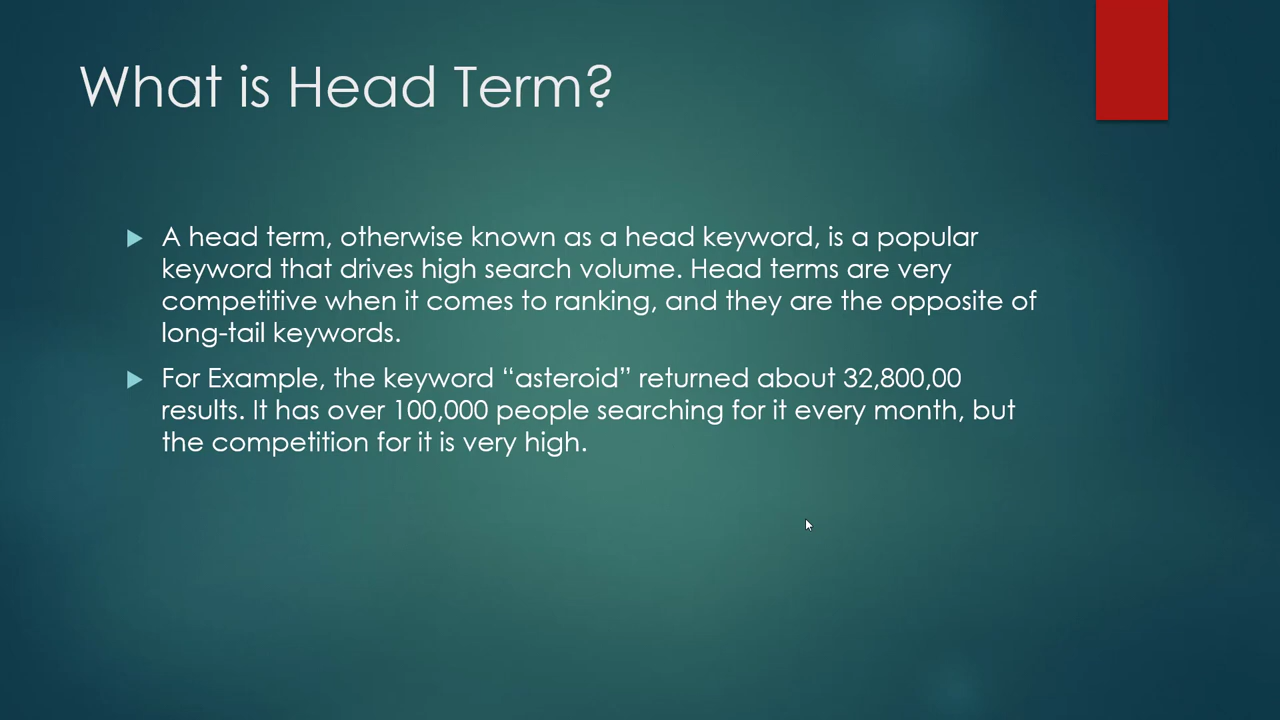 What is Head Term?
A head term, otherwise known as a head keyword, is a popular
keyword that drives high search volume. Head terms are very
competitive when it comes to ranking, and they are the opposite of
long-tail keywords.
For Example, the keyword “asteroid” returned about 32,800,00
results. It has over 100,000 people searching for it every month, but
the competition for it is very high.